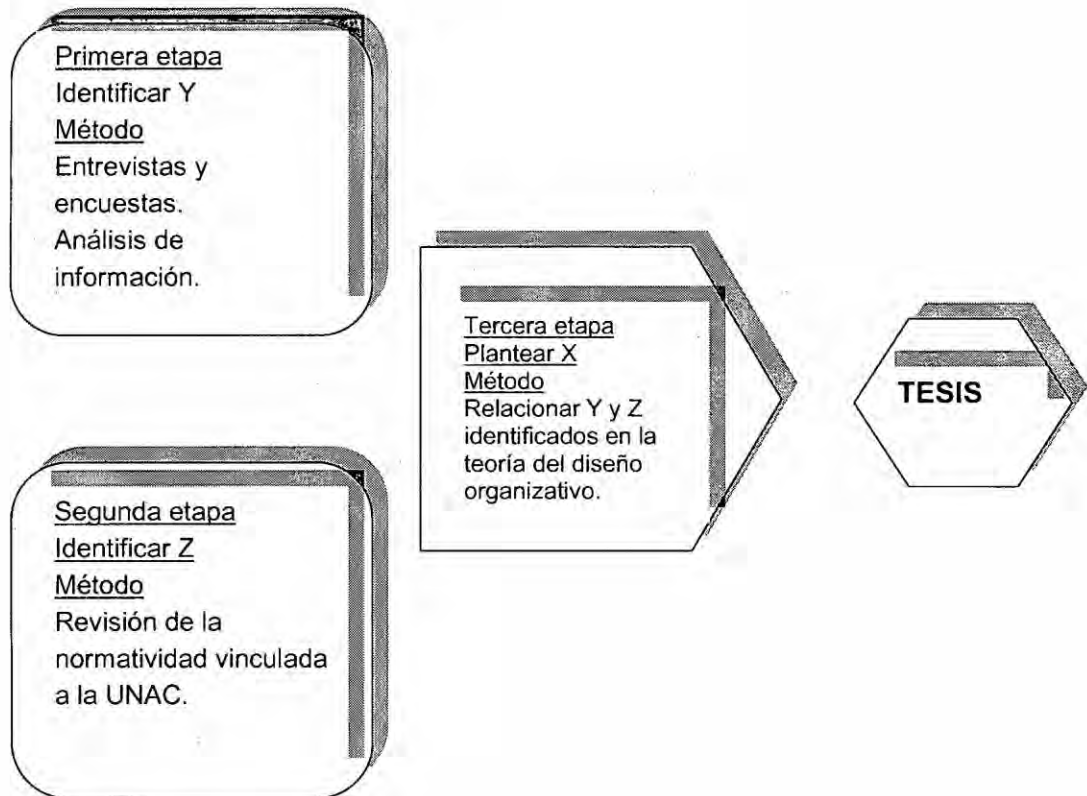 Primera etapa
Identificar Y
Método
Entrevistas y
encuestas.
Análisis de
información.
Segunda etapa
Identificar Z
Método
Revisión de la
normatividad vinculada
a la UNAC.
Tercera etapa
Plantear X
Método
Relacionar Y y Z
identificados en la
teoría del diseño
organizativo.
TESIS